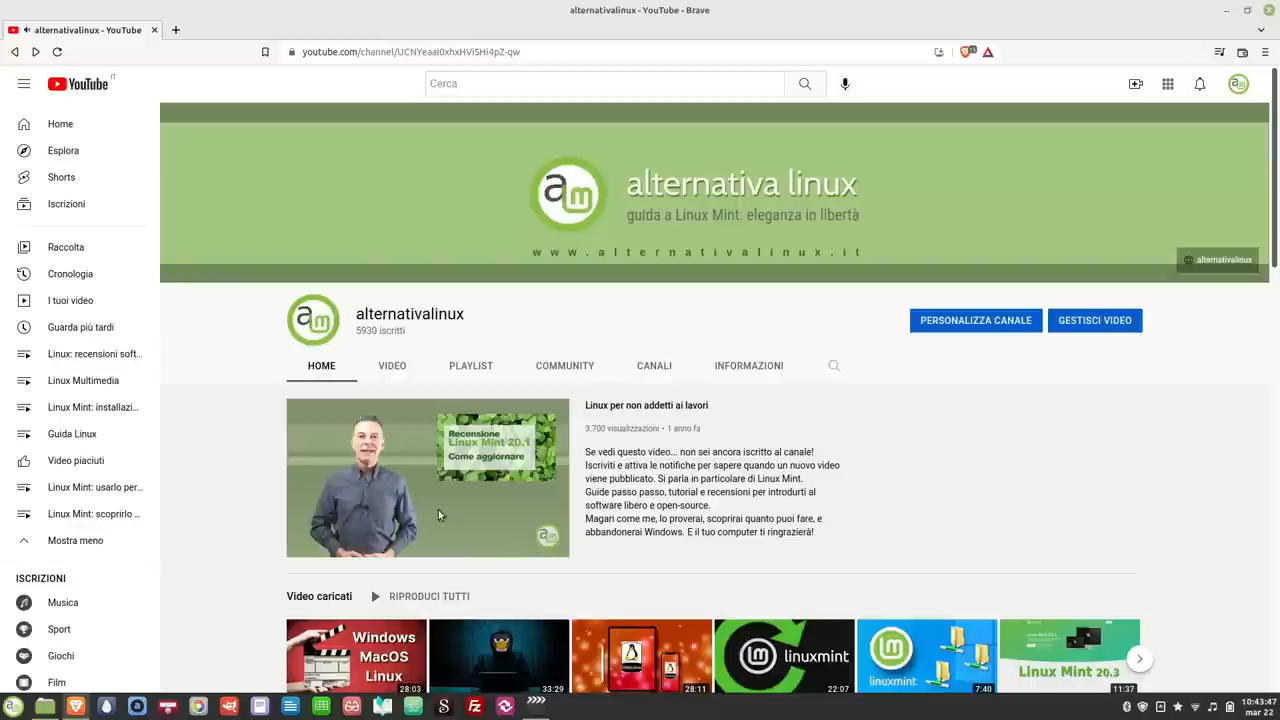 alternativalinux - YouTube - Brave
alternativalinux - YouTube
youtube.com/channel/UCNYeaaI0xhxHViSHi4pZ-qw
YouTube IT
Cerca
Home
Esplora
Shorts
Iscrizioni
Raccolta
Cronologia
I tuoi video
Guarda più tardi
Linux: recensioni soft...
Linux Multimedia
Linux Mint: installazi...
Guida Linux
Video piaciuti
Linux Mint: usarlo per...
Linux Mint: scoprirlo ...
Mostra meno
ISCRIZIONI
Musica
Sport
Giochi
Film
alternativa linux
guida a Linux Mint: eleganza in libertà
www.alternativalinux.it
alternativalinux
alternativalinux
5930 iscritti
PERSONALIZZA CANALE
GESTISCI VIDEO
HOME
VIDEO
PLAYLIST
COMMUNITY
CANALI
INFORMAZIONI
Recensione
Linux Mint 20.1
Come aggiornare
Linux per non addetti ai lavori
3.700 visualizzazioni • 1 anno fa
Se vedi questo video... non sei ancora iscritto al canale!
Iscriviti e attiva le notifiche per sapere quando un nuovo video
viene pubblicato. Si parla in particolare di Linux Mint.
Guide passo passo, tutorial e recensioni per introdurti al
software libero e open-source.
Magari come me, lo proverai, scoprirai quanto puoi fare, e
abbandonerai Windows. E il tuo computer ti ringrazierà!
Video caricati
RIPRODUCI TUTTI
Windows
MacOS
Linux
28:03
33:29
28:11
linuxmint
22:07
linuxmint
7:40
Linux Mint 20.3
11:37
10:43:47
mar 22